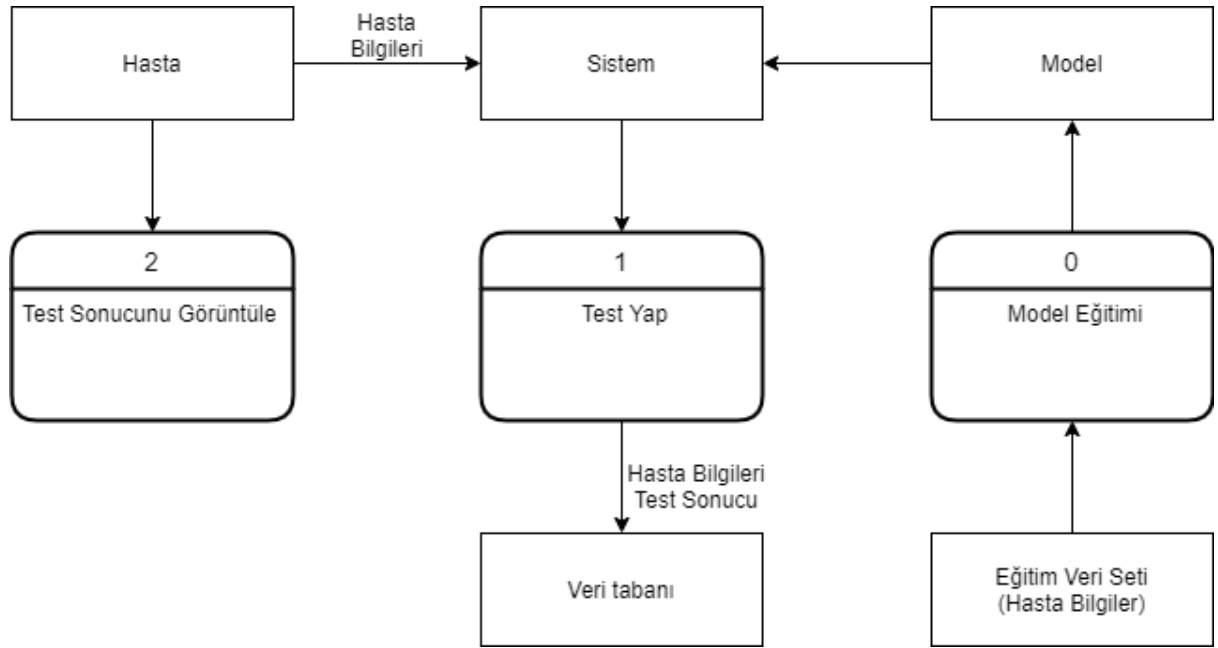 Hasta
Hasta
Bilgileri
Sistem
Model
2
Test Sonucunu Görüntüle
1
Test Yap
0
Model Eğitimi
Hasta Bilgileri
Test Sonucu
Veri tabanı
Eğitim Veri Seti
(Hasta Bilgiler)